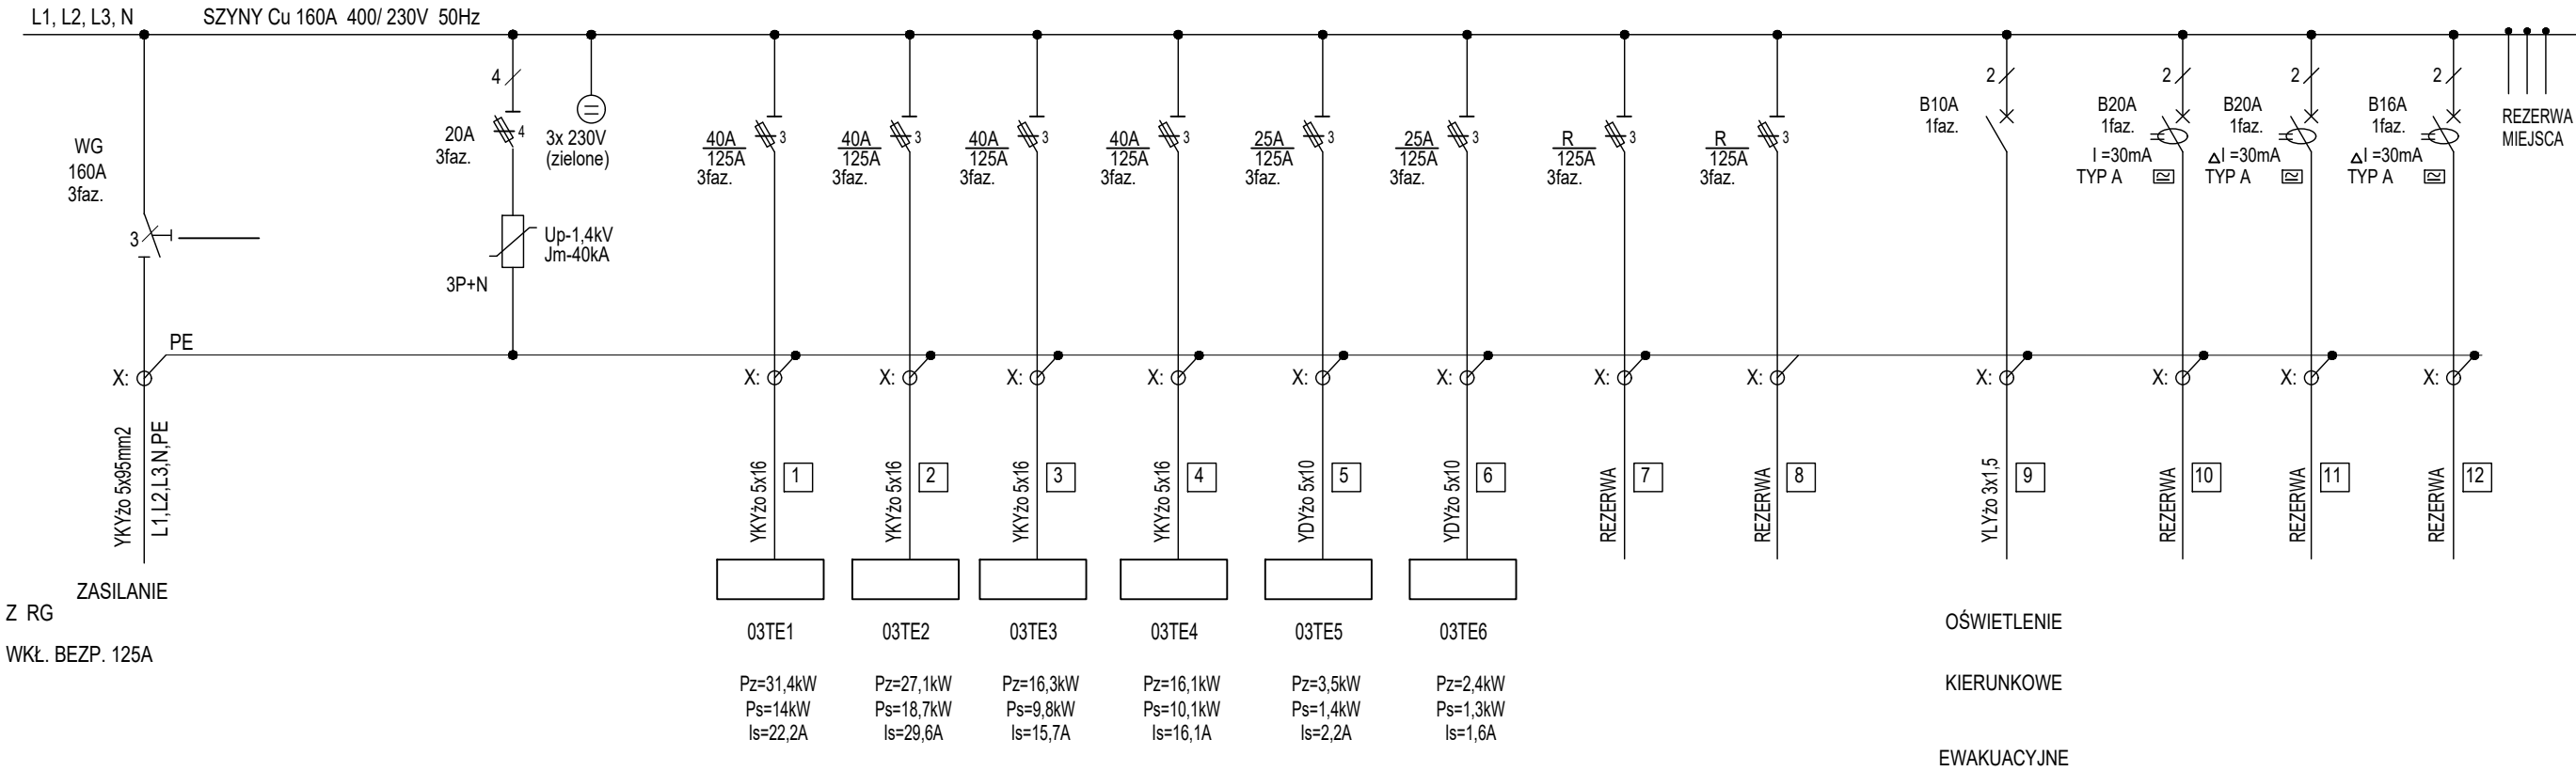 L1, L2, L3, N
SZYNY Cu 160A 400/ 230V 50Hz
WG
160A
3faz.
3
4
20A
3faz.
4
3x 230V
(zielone)
Up-1,4kV
Jm-40kA
3P+N
40A
125A
3faz.
3
40A
125A
3faz.
3
40A
125A
3faz.
3
40A
125A
3faz.
3
25A
125A
3faz.
3
25A
125A
3faz.
3
R
125A
3faz.
3
R
125A
3faz.
3
B10A
1faz.
2
B20A
1faz.
2
I =30mA
TYP A
B20A
1faz.
2
ΔI =30mA
TYP A
B16A
1faz.
2
ΔI =30mA
TYP A
REZERWA
MIEJSCA
PE
X:
X:
X:
X:
X:
X:
X:
X:
X:
X:
X:
X:
X:
YKYżo 5x95mm2
L1,L2,L3,N,PE
YKYżo 5x16
1
YKYżo 5x16
2
YKYżo 5x16
3
YKYżo 5x16
4
YDYżo 5x10
5
YDYżo 5x10
6
REZERWA
7
REZERWA
8
YLYżo 3x1,5
9
REZERWA
10
REZERWA
11
REZERWA
12
ZASILANIE
Z RG
WKŁ. BEZP. 125A
03TE1
Pz=31,4kW
Ps=14kW
Is=22,2A
03TE2
Pz=27,1kW
Ps=18,7kW
Is=29,6A
03TE3
Pz=16,3kW
Ps=9,8kW
Is=15,7A
03TE4
Pz=16,1kW
Ps=10,1kW
Is=16,1A
03TE5
Pz=3,5kW
Ps=1,4kW
Is=2,2A
03TE6
Pz=2,4kW
Ps=1,3kW
Is=1,6A
OŚWIETLENIE
KIERUNKOWE
EWAKUACYJNE